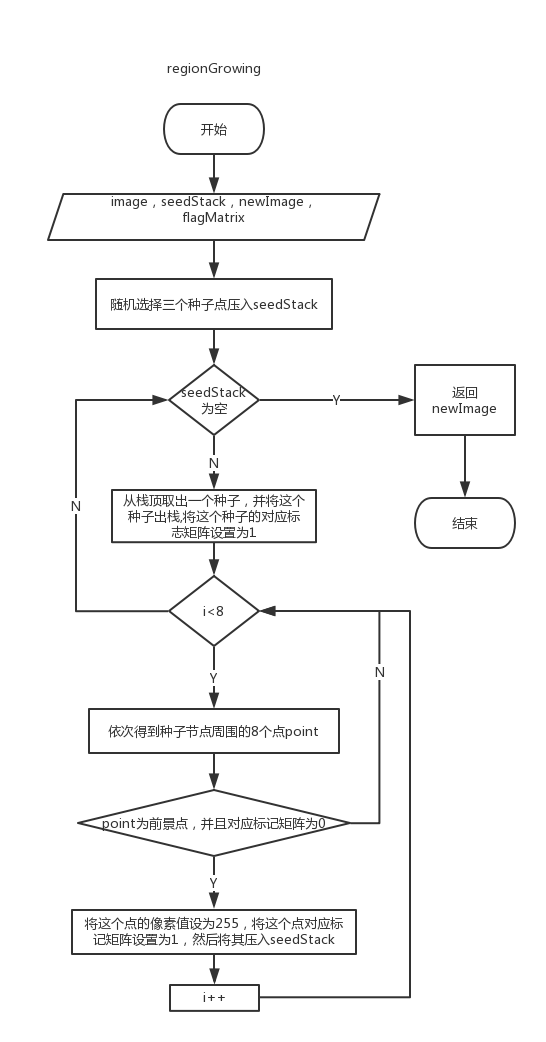 regionGrowing
开始
image，seedStack，newImage，
flagMatrix
随机选择三个种子点压入seedStack
seedStack
为空
Y
返回
newImage
N
从栈顶取出一个种子，并将这个
种子出栈,将这个种子的对应标
志矩阵设置为1
N
结束
i<8
N
Y
依次得到种子节点周围的8个点point
point为前景点，并且对应标记矩阵为0
Y
将这个点的像素值设为255，将这个点对应标
记矩阵设置为1，然后将其压入seedStack
i++